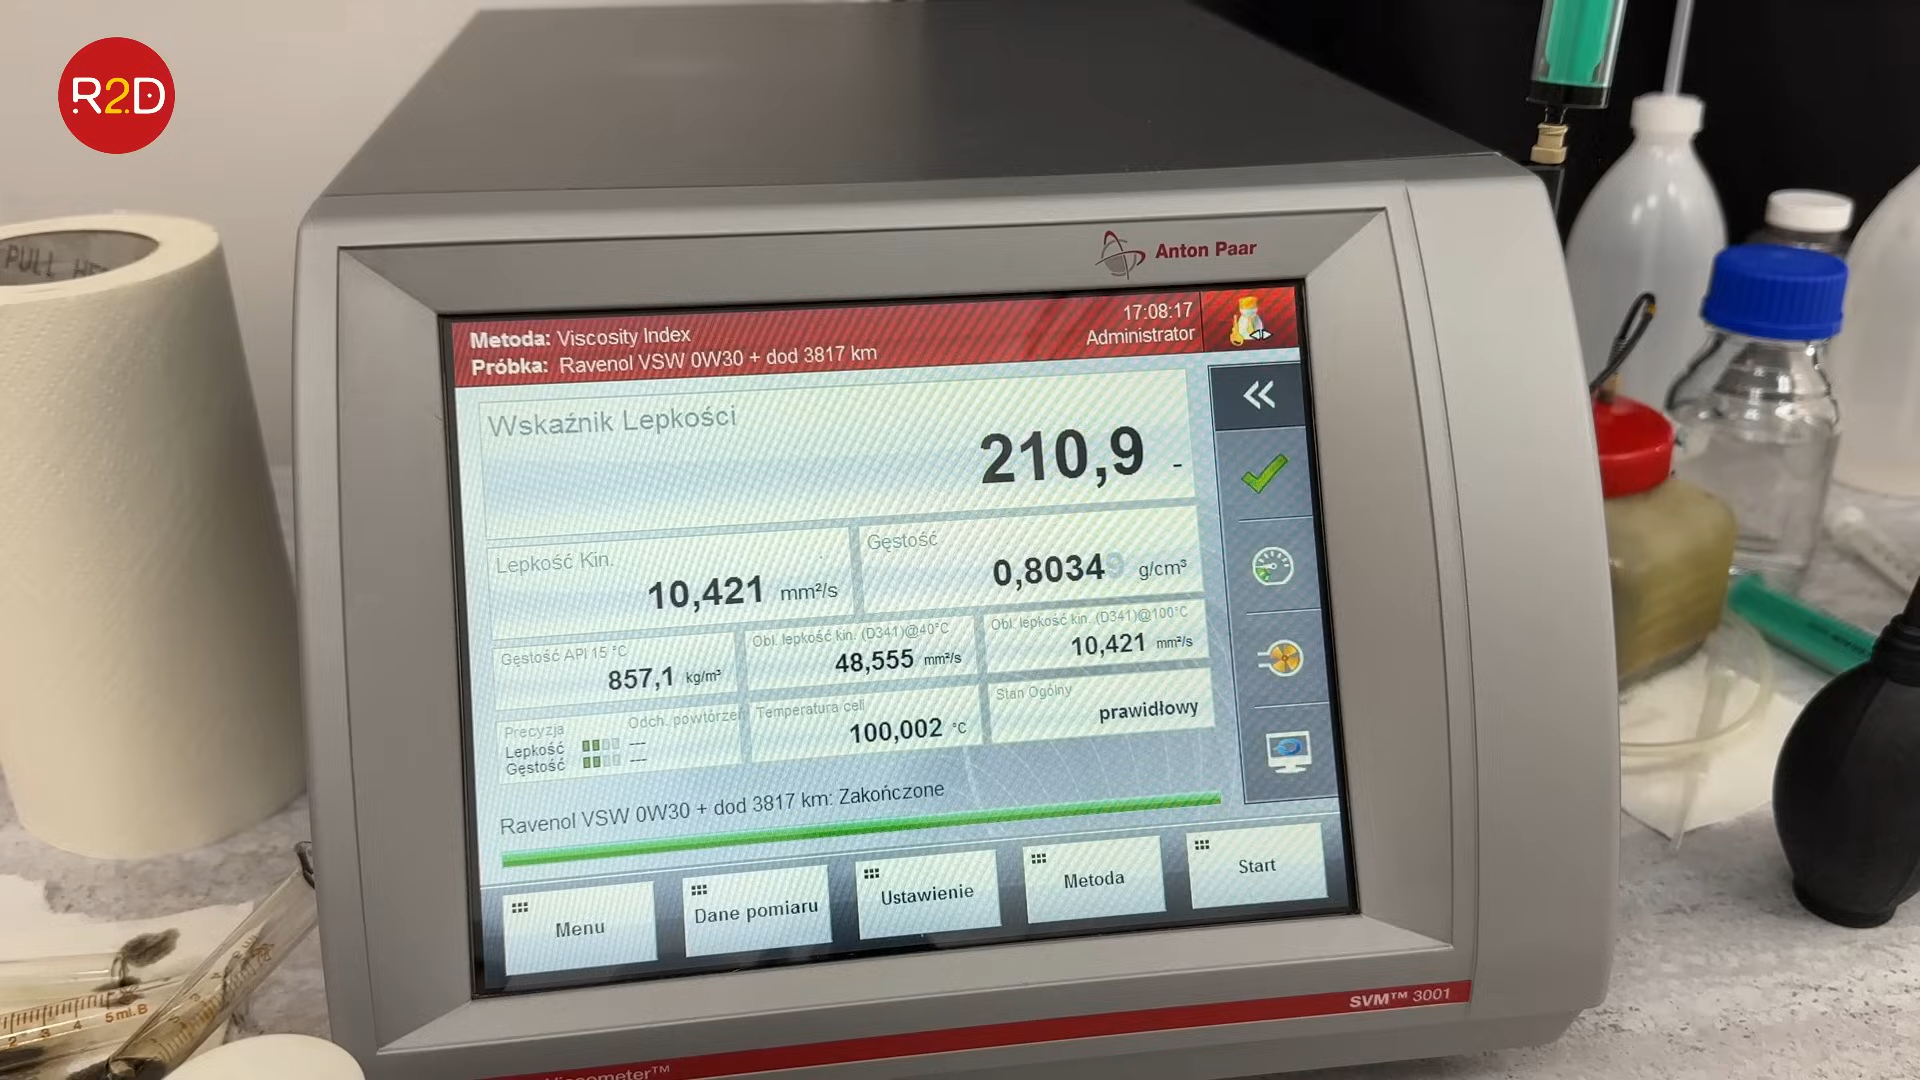 R2D
PULL
Anton Paar
Metoda: Viscosity Index
17:08:17
Próbka: Ravenol VSW 0W30 + dod 3817 km
Administrator
Wskaźnik Lepkości
210,9 -
Lepkość Kin.
10,421 mm²/s
Gęstość
0,80349 g/cm³
Gęstość API 15 °C
857,1 kg/m³
Obl. lepkość kin. (D341)@40°C
48,555 mm²/s
Obl. lepkość kin. (D341)@100°C
10,421 mm²/s
Precyzja Odch. powtórzeń
Lepkość ---
Gęstość ---
Temperatura celi
100,002 °C
Stan Ogólny
prawidłowy
Ravenol VSW 0W30 + dod 3817 km: Zakończone
Menu
Dane pomiaru
Ustawienie
Metoda
Start
SVM™ 3001
5ml.B